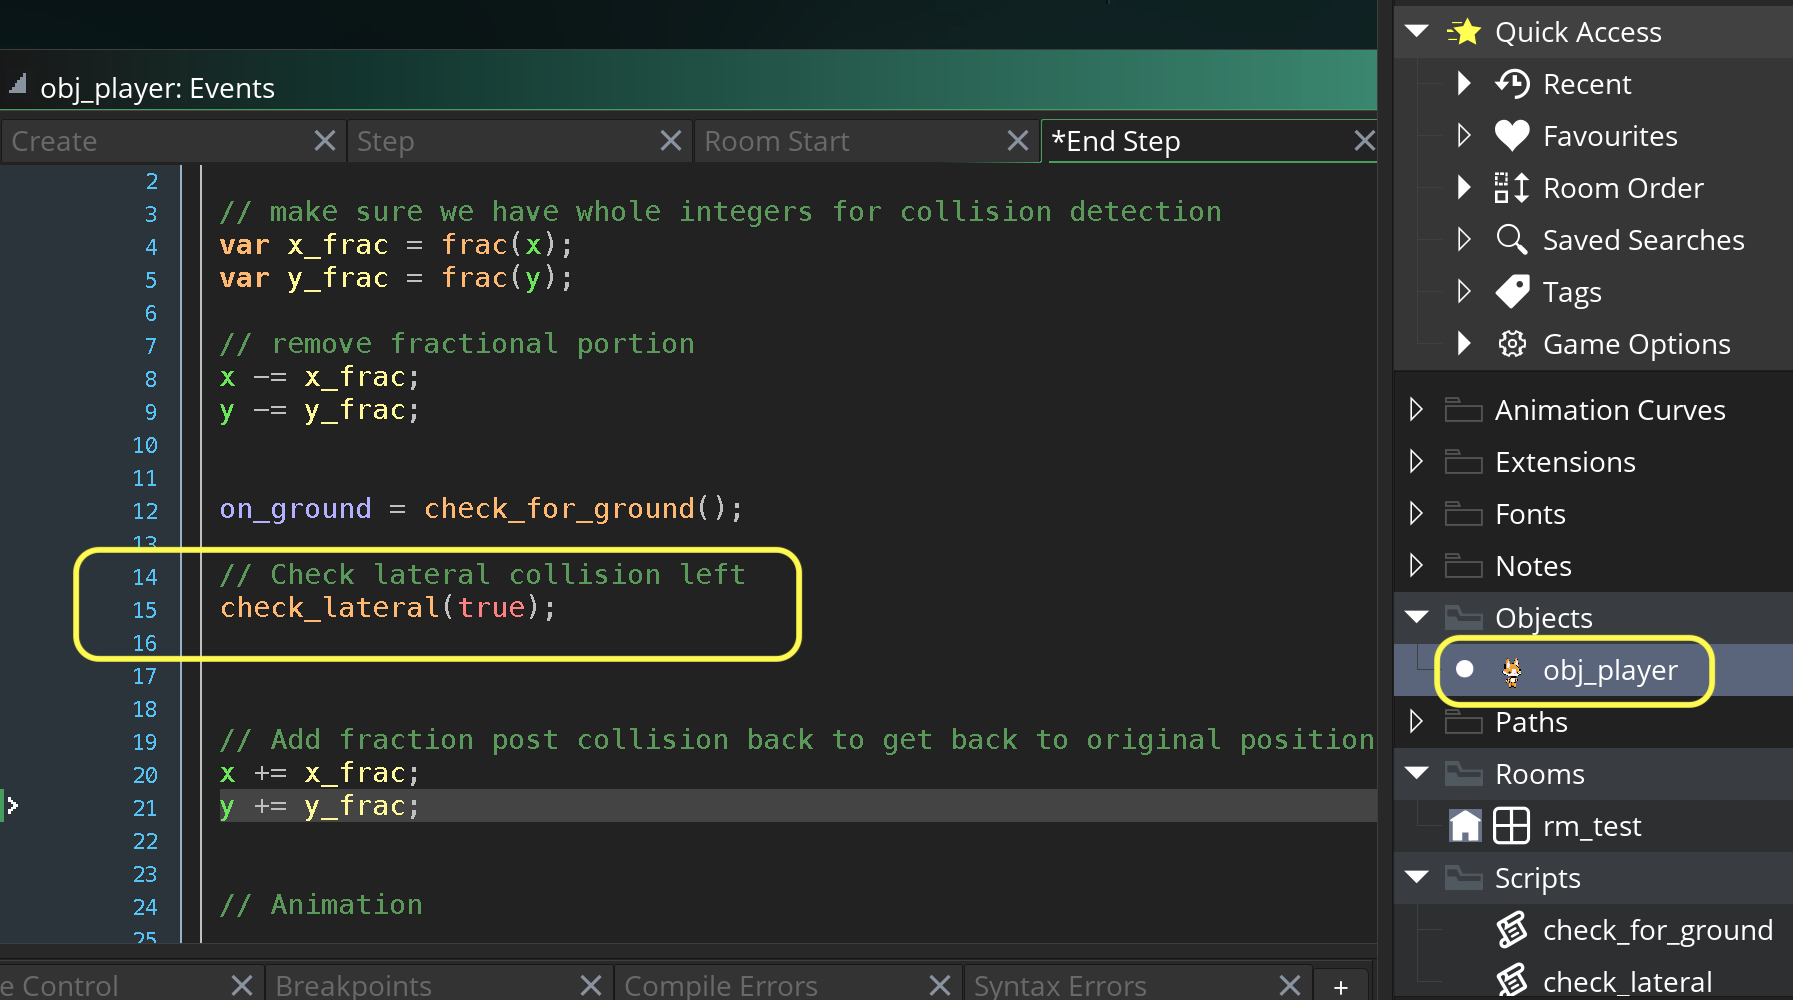 obj_player: Events
Create
Step
Room Start
*End Step
2
3 // make sure we have whole integers for collision detection
4 var x_frac = frac(x);
5 var y_frac = frac(y);
6
7 // remove fractional portion
8 x -= x_frac;
9 y -= y_frac;
10
11
12 on_ground = check_for_ground();
13
14 // Check lateral collision left
15 check_lateral(true);
16
17
18
19 // Add fraction post collision back to get back to original position
20 x += x_frac;
21 y += y_frac;
22
23
24 // Animation
25
e Control
Breakpoints
Compile Errors
Syntax Errors
+
Quick Access
Recent
Favourites
Room Order
Saved Searches
Tags
Game Options
Animation Curves
Extensions
Fonts
Notes
Objects
obj_player
Paths
Rooms
rm_test
Scripts
check_for_ground
check_lateral